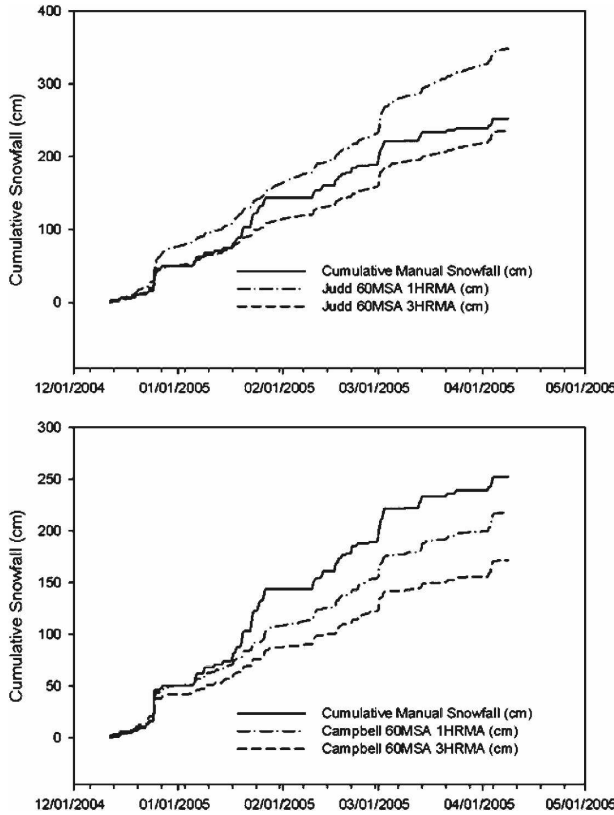 400
300
200
100
0
Cumulative Snowfall (cm)
Cumulative Manual Snowfall (cm)
Judd 60MSA 1HRMA (cm)
Judd 60MSA 3HRMA (cm)
12/01/2004 01/01/2005 02/01/2005 03/01/2005 04/01/2005 05/01/2005
300
250
200
150
100
50
0
Cumulative Snowfall (cm)
Cumulative Manual Snowfall (cm)
Campbell 60MSA 1HRMA (cm)
Campbell 60MSA 3HRMA (cm)
12/01/2004 01/01/2005 02/01/2005 03/01/2005 04/01/2005 05/01/2005